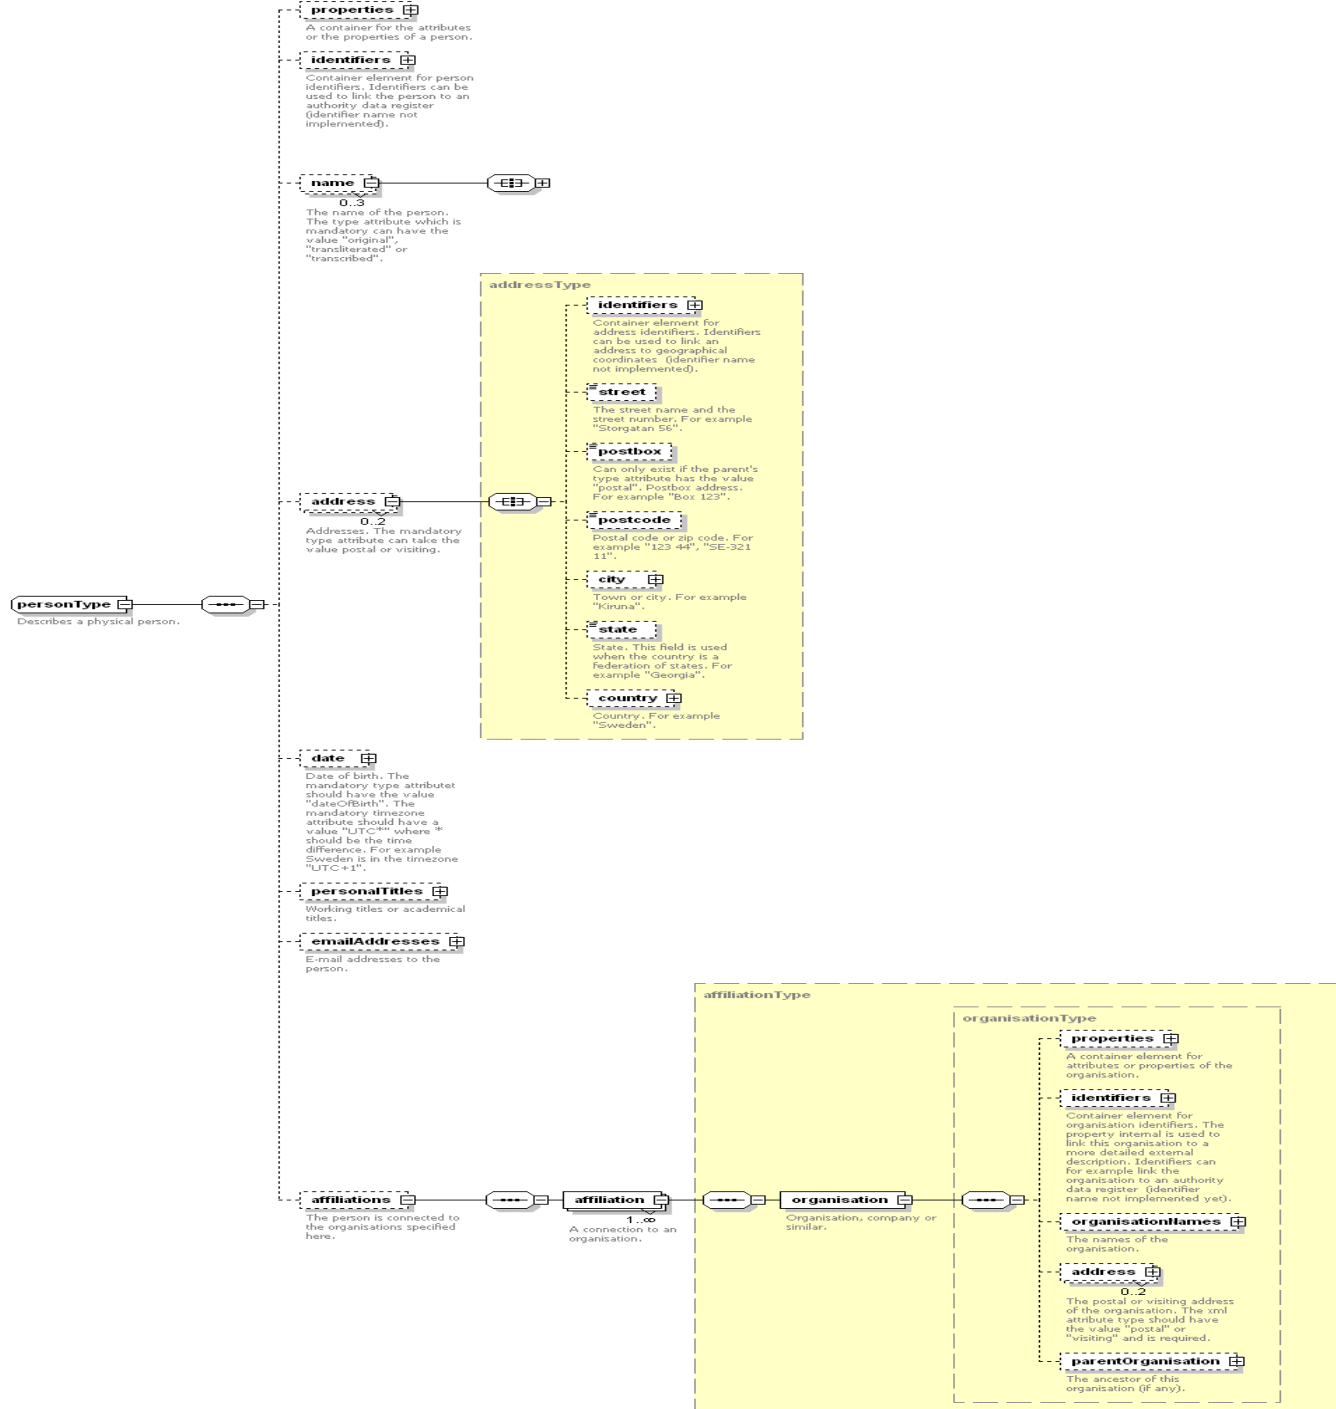 properties
A container for the attributes
or the properties of a person.
identifiers
Container element for person
identifiers. Identifiers can be
used to link the person to an
authority data register
(identifier name not
implemented).
name
0..3
The name of the person.
The type attribute which is
mandatory can have the
value "original",
"transliterated" or
"transcribed".
addressType
identifiers
Container element for
address identifiers. Identifiers
can be used to link an
address to geographical
coordinates (identifier name
not implemented).
street
The street name and the
street number. For example
"Storgatan 56".
postbox
Can only exist if the parent's
type attribute has the value
"postal". Postbox address.
For example "Box 123".
address
0..2
Addresses. The mandatory
type attribute can take the
value postal or visiting.
postcode
Postal code or zip code. For
example "123 44", "SE-321
11".
city
Town or city. For example
"Kiruna".
personType
Describes a physical person.
state
State. This field is used
when the country is a
federation of states. For
example "Georgia".
country
Country. For example
"Sweden".
date
Date of birth. The
mandatory type attributet
should have the value
"dateOfBirth". The
mandatory timezone
attribute should have a
value "UTC*" where *
should be the time
difference. For example
Sweden is in the timezone
"UTC+1".
personalTitles
Working titles or academical
titles.
emailAddresses
E-mail addresses to the
person.
affiliationType
organisationType
properties
A container element for
attributes or properties of the
organisation.
identifiers
Container element for
organisation identifiers. The
property internal is used to
link this organisation to a
more detailed external
description. Identifiers can
for example link the
organisation to an authority
data register (identifier
name not implemented yet).
affiliations
The person is connected to
the organisations specified
here.
affiliation
1..∞
A connection to an
organisation.
organisation
Organisation, company or
similar.
organisationNames
The names of the
organisation.
address
0..2
The postal or visiting address
of the organisation. The xml
attribute type should have
the value "postal" or
"visiting" and is required.
parentOrganisation
The ancestor of this
organisation (if any).